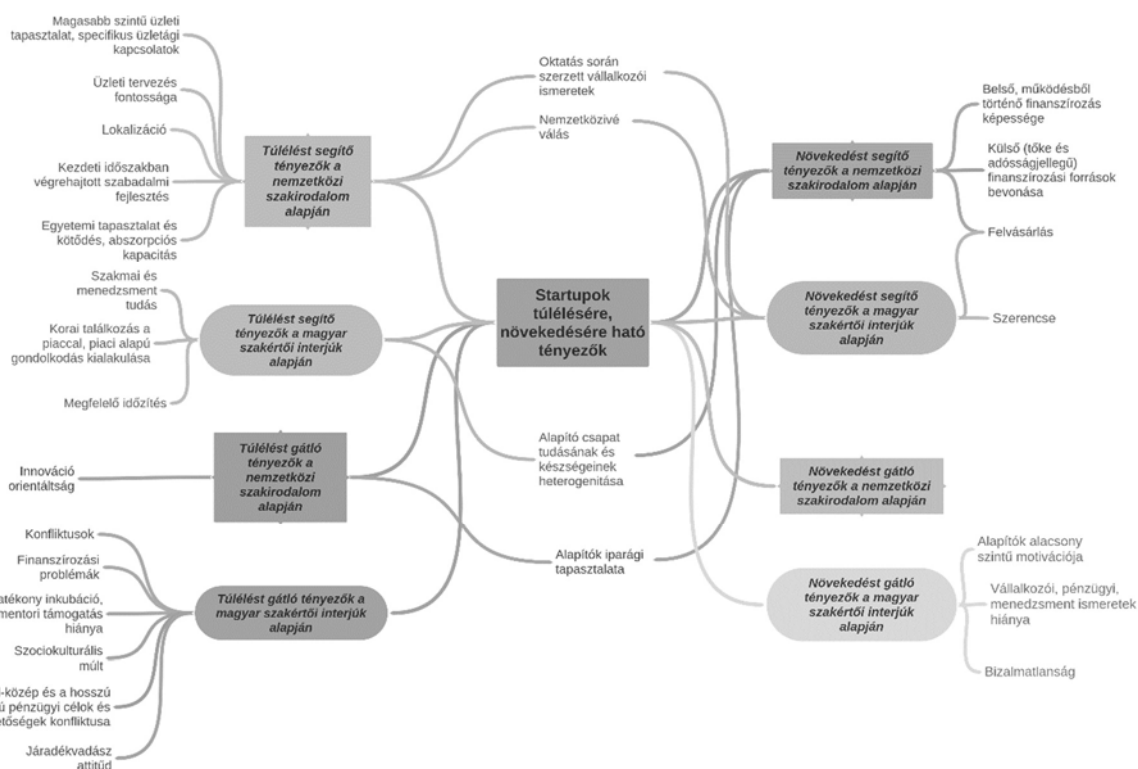 Magasabb szintű üzleti
tapasztalat, specifikus üzletági
kapcsolatok
Üzleti tervezés
fontossága
Lokalizáció
Kezdeti időszakban
végrehajtott szabadalmi
fejlesztés
Egyetemi tapasztalat és
kötődés, abszorpciós
kapacitás
Túlélést segítő
tényezők a
nemzetközi
szakirodalom
alapján
Szakmai és
menedzsment
tudás
Korai találkozás a
piaccal, piaci alapú
gondolkodás kialakulása
Megfelelő időzítés
Túlélést segítő
tényezők a magyar
szakértői interjúk
alapján
Innováció
orientáltság
Túlélést gátló
tényezők a
nemzetközi
szakirodalom
alapján
Konfliktusok
Finanszírozási
problémák
inkubáció,
mentori támogatás
hiánya
Szociokulturális
múlt
és a hosszú
pénzügyi célok és
konfliktusa
Járadékvadász
attitűd
Túlélést gátló tényezők a
magyar szakértői interjúk
alapján
Oktatás során
szerzett vállalkozói
ismeretek
Nemzetközivé
válás
Startupok
túlélésére,
növekedésére ható
tényezők
Alapító csapat
tudásának és
készségeinek
heterogenitása
Alapítók iparági
tapasztalata
Növekedést segítő
tényezők a nemzetközi
szakirodalom alapján
Belső, működésből
történő finanszírozás
képessége
Külső (tőke és
adósságjellegű)
finanszírozási források
bevonása
Felvásárlás
Növekedést segítő
tényezők a magyar
szakértői interjúk
alapján
Szerencse
Növekedést gátló
tényezők a nemzetközi
szakirodalom alapján
Növekedést gátló
tényezők a magyar
szakértői interjúk
alapján
Alapítók alacsony
szintű motivációja
Vállalkozói, pénzügyi,
menedzsment ismeretek
hiánya
Bizalmatlanság